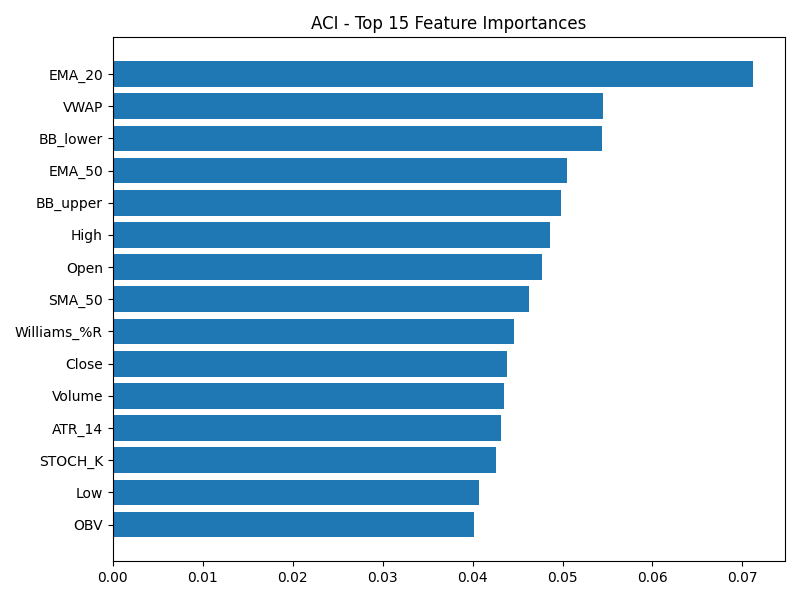 ACI - Top 15 Feature Importances
EMA_20
VWAP
BB_lower
EMA_50
BB_upper
High
Open
SMA_50
Williams_%R
Close
Volume
ATR_14
STOCH_K
Low
OBV
0.00 0.01 0.02 0.03 0.04 0.05 0.06 0.07